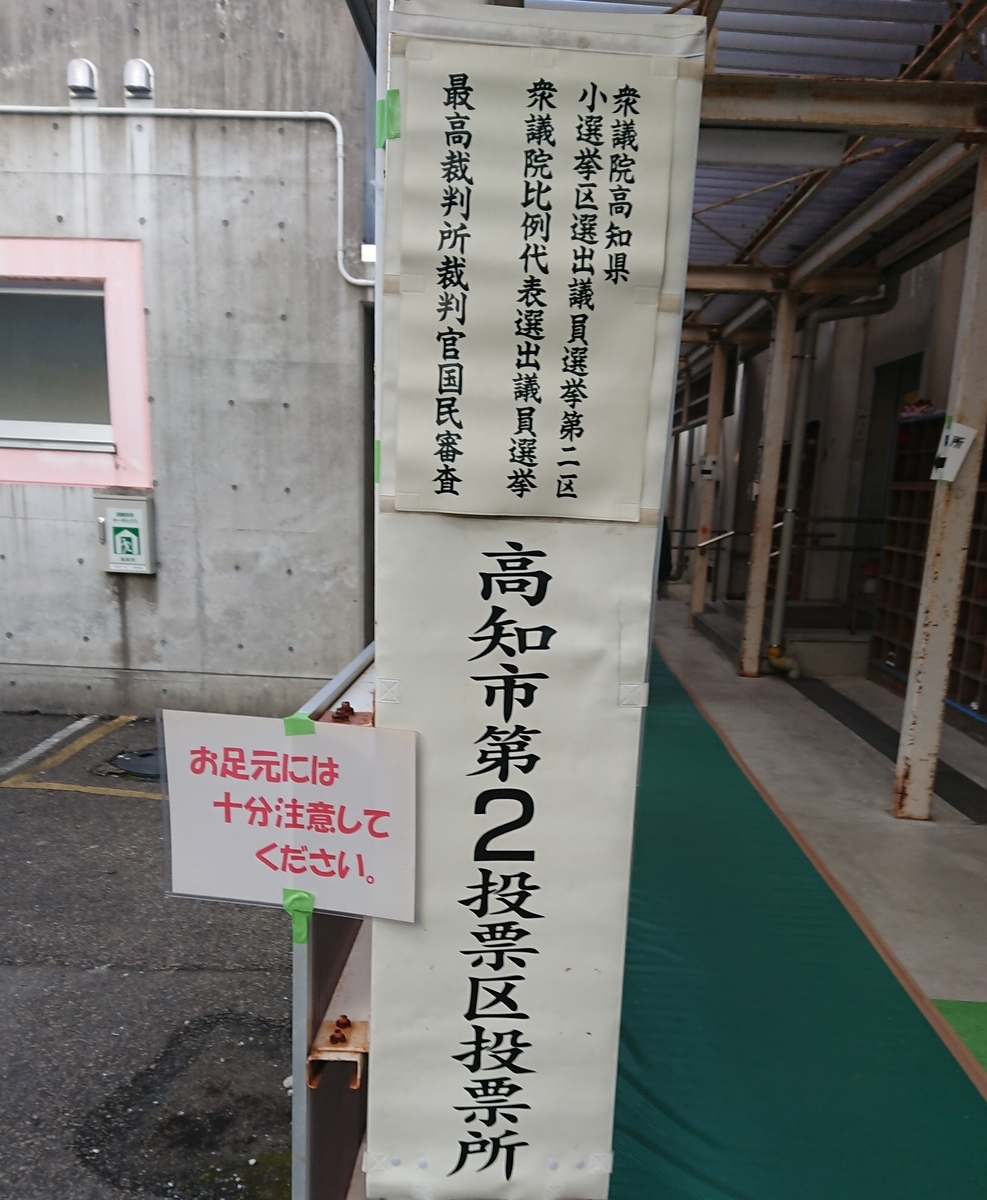 衆議院高知県
小選挙区選出議員選挙第二区
衆議院比例代表選出議員選挙
最高裁判所裁判官国民審査
高知市第2投票区投票所
お足元には
十分注意して
ください。
所